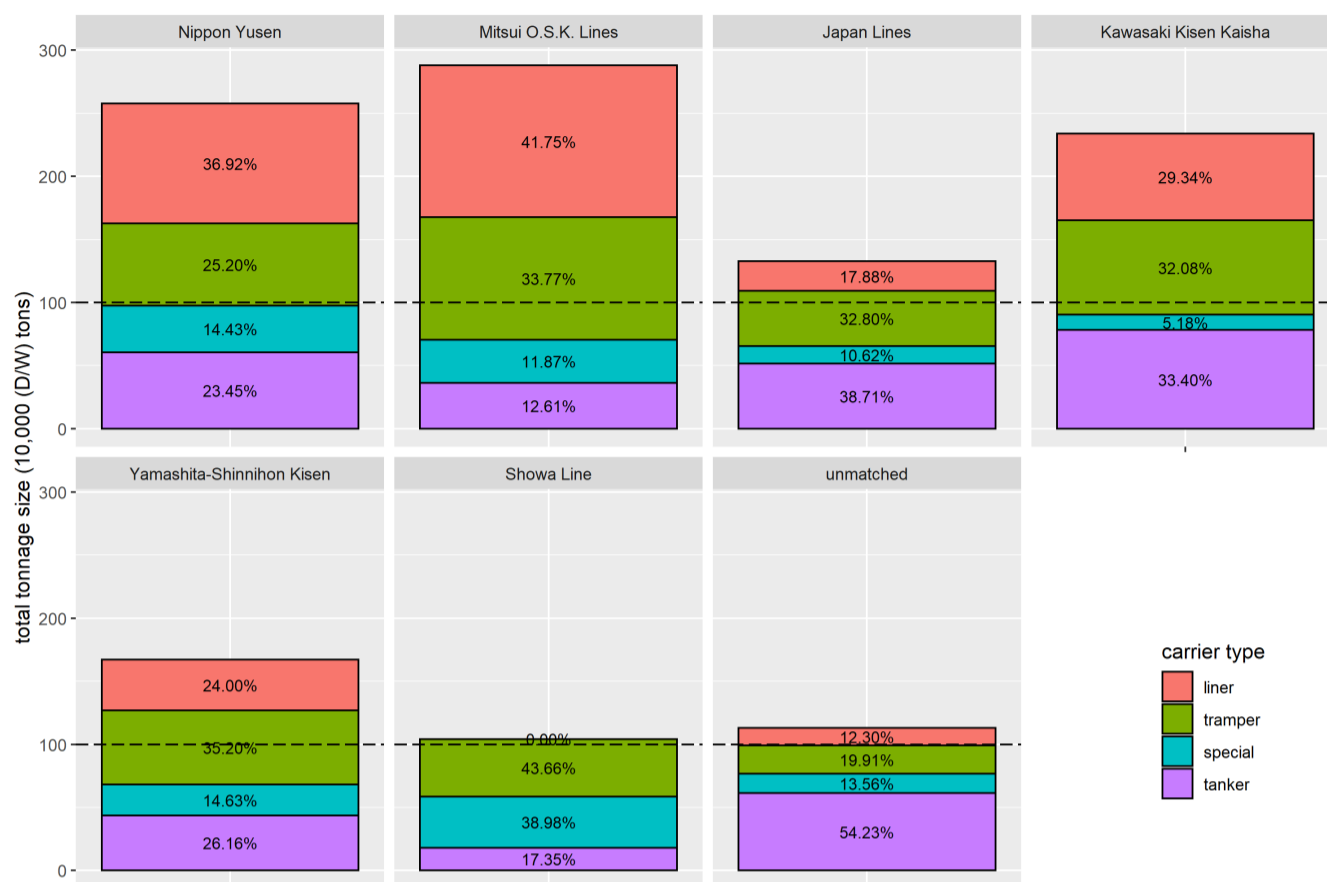 total tonnage size (10,000 (D/W) tons)
Nippon Yusen
Mitsui O.S.K. Lines
Japan Lines
Kawasaki Kisen Kaisha
300
200
100
0
36.92%
25.20%
14.43%
23.45%
41.75%
33.77%
11.87%
12.61%
17.88%
32.80%
10.62%
38.71%
29.34%
32.08%
5.18%
33.40%
Yamashita-Shinnihon Kisen
Showa Line
unmatched
300
200
100
0
24.00%
35.20%
14.63%
26.16%
0.00%
43.66%
38.98%
17.35%
12.30%
19.91%
13.56%
54.23%
carrier type
liner
tramper
special
tanker